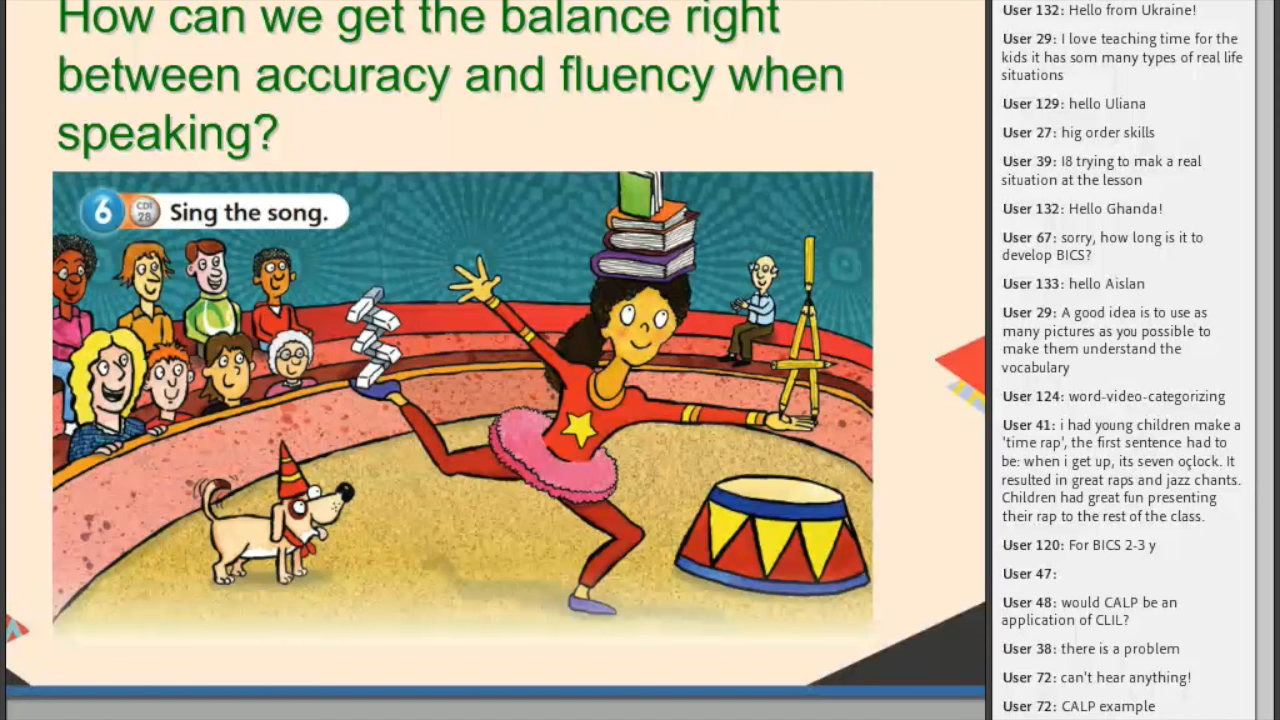 How can we get the balance right
between accuracy and fluency when
speaking?
6 CD1 28 Sing the song.
User 132: Hello from Ukraine!
User 29: I love teaching time for the
kids it has som many types of real life
situations
User 129: hello Uliana
User 27: hig order skills
User 39: I8 trying to mak a real
situation at the lesson
User 132: Hello Ghanda!
User 67: sorry, how long is it to
develop BICS?
User 133: hello Aislan
User 29: A good idea is to use as
many pictures as you possible to
make them understand the
vocabulary
User 124: word-video-categorizing
User 41: i had young children make a
'time rap', the first sentence had to
be: when i get up, its seven oçlock. It
resulted in great raps and jazz chants.
Children had great fun presenting
their rap to the rest of the class.
User 120: For BICS 2-3 y
User 47:
User 48: would CALP be an
application of CLIL?
User 38: there is a problem
User 72: can't hear anything!
User 72: CALP example